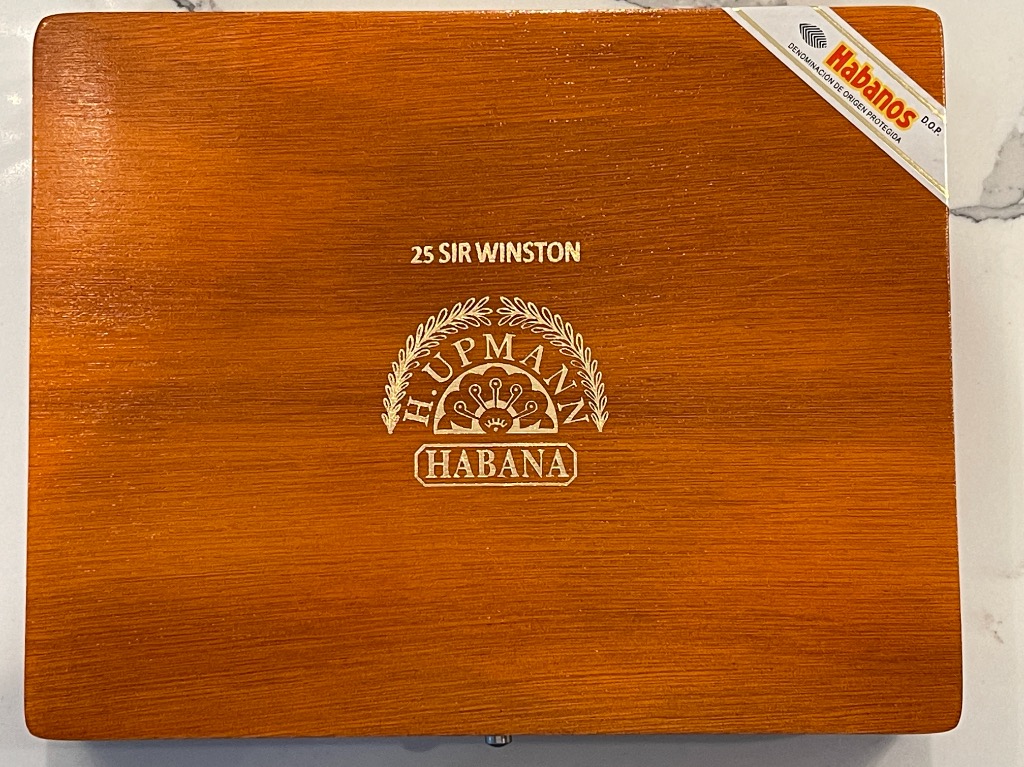 Habanos
D.O.P.
DENOMINACIÓN DE ORIGEN PROTEGIDA
25 SIR WINSTON
H. UPMANN
HABANA